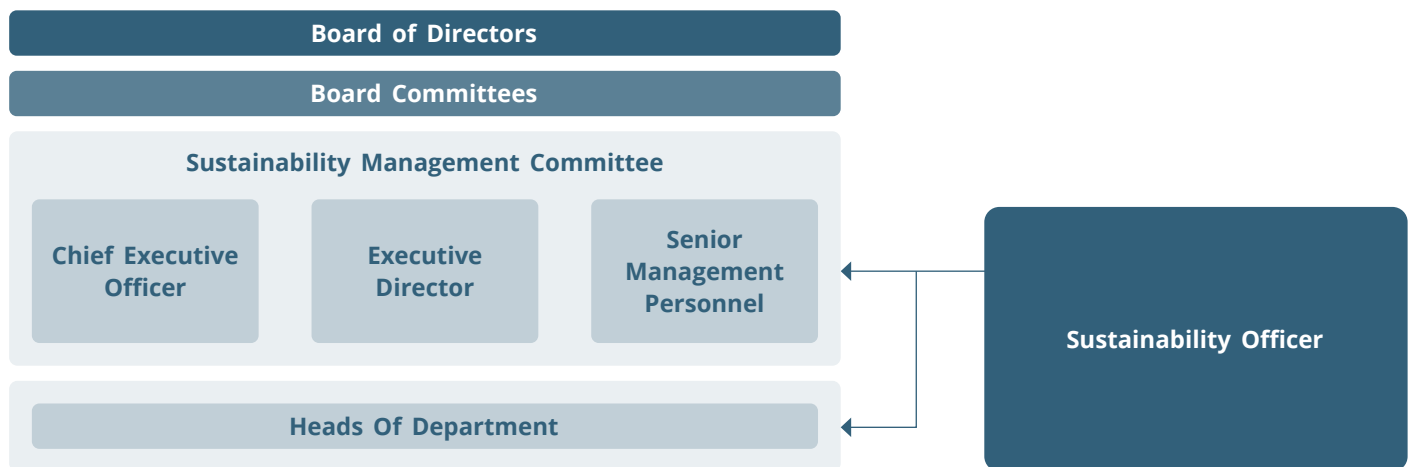 Board of Directors
Board Committees
Sustainability Management Committee
Chief Executive
Officer
Executive
Director
Senior
Management
Personnel
Sustainability Officer
Heads Of Department